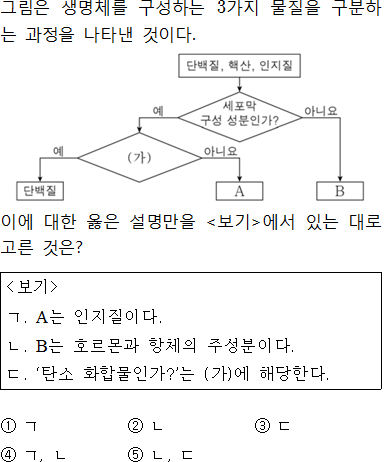 그림은 생명체를 구성하는 3가지 물질을 구분하
는 과정을 나타낸 것이다.
단백질, 핵산, 인지질
예
세포막
구성 성분인가?
아니요
예
(가)
아니요
단백질
A
B
이에 대한 옳은 설명만을 <보기>에서 있는 대로
고른 것은?
<보기>
ㄱ. A는 인지질이다.
ㄴ. B는 호르몬과 항체의 주성분이다.
ㄷ. ‘탄소 화합물인가?’는 (가)에 해당한다.
① ㄱ ② ㄴ ③ ㄷ
④ ㄱ, ㄴ ⑤ ㄴ, ㄷ